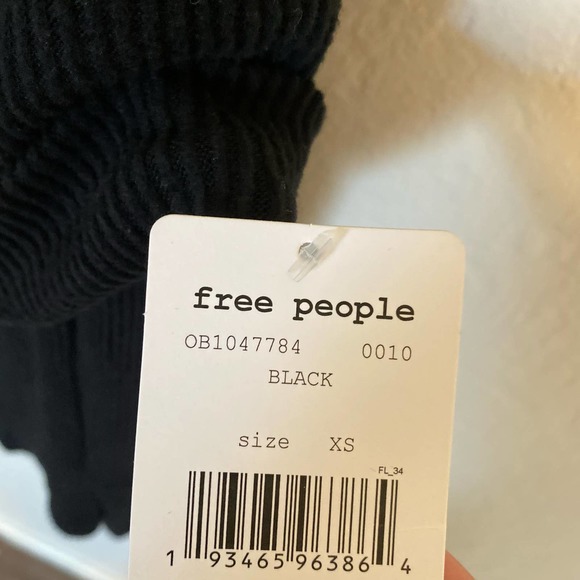 free people
OB1047784 0010
BLACK
size XS
FL_34
1 93465 96386 4